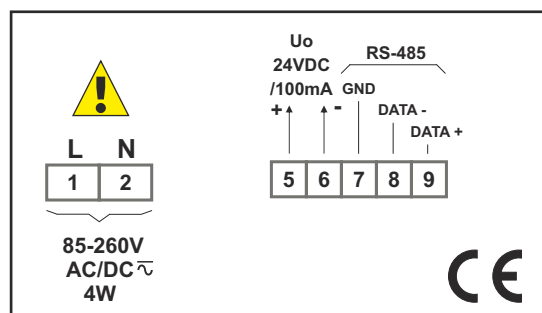 L N
1 2
85-260V
AC/DC
4W
Uo
24VDC
/100mA
+ -
RS-485
GND
DATA -
DATA +
5 6 7 8 9
CE